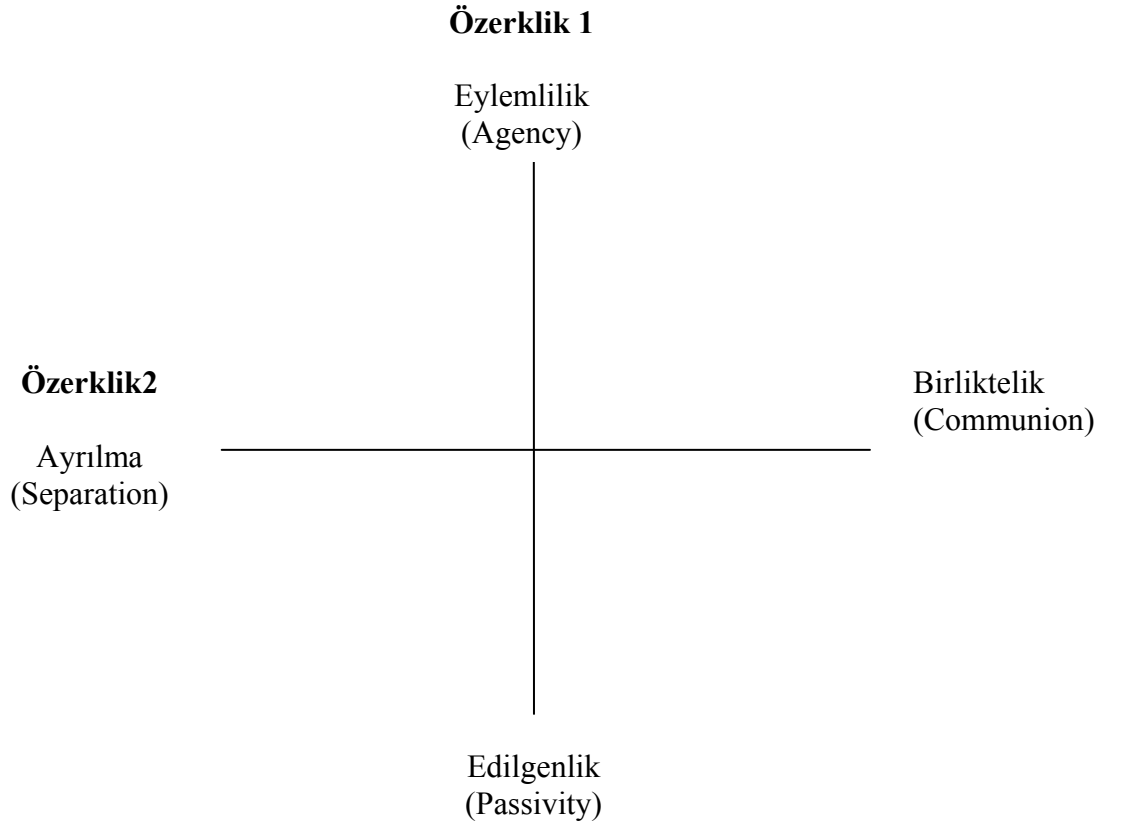 Özerklik 1
Eylemlilik
(Agency)
Özerklik2
Ayrılma
(Separation)
Birliktelik
(Communion)
Edilgenlik
(Passivity)